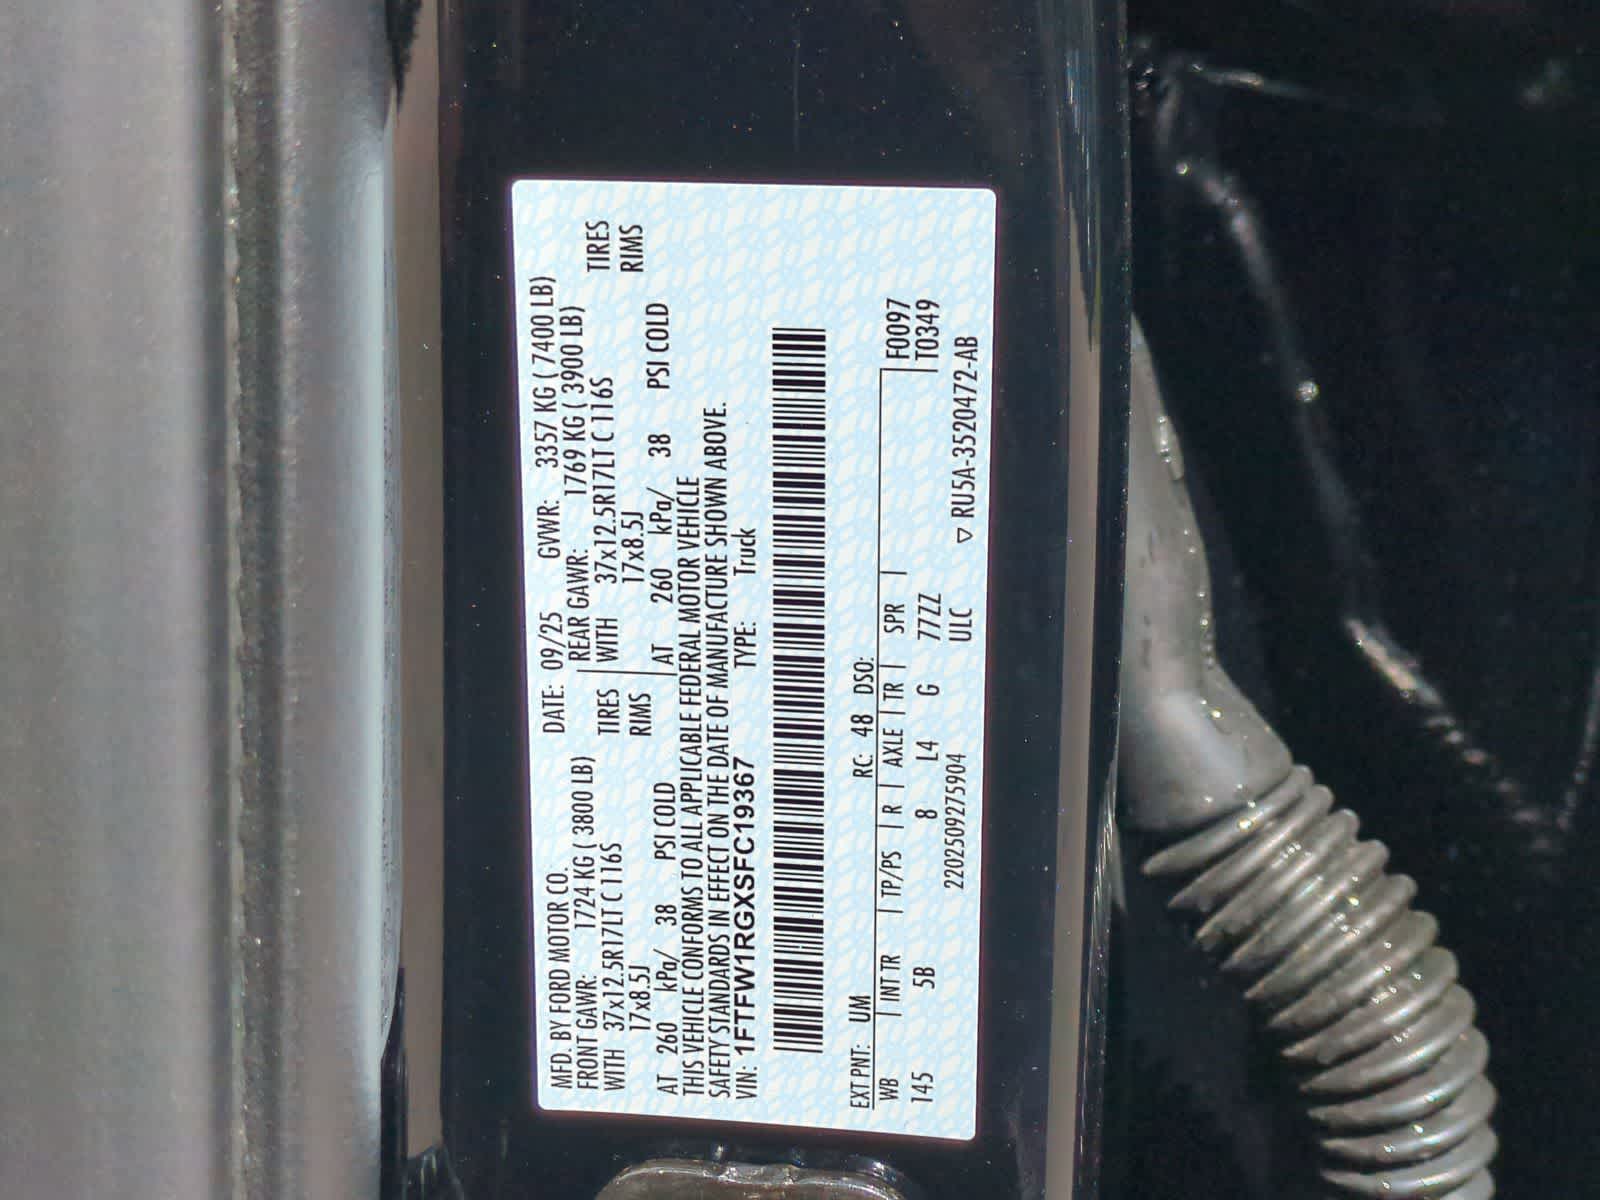 MFD. BY FORD MOTOR CO. DATE: 09/25 GVWR: 3357 KG ( 7400 LB)
FRONT GAWR: 1724 KG ( 3800 LB) REAR GAWR: 1769 KG ( 3900 LB)
WITH 37x12.5R17LT C 116S TIRES WITH 37x12.5R17LT C 116S TIRES
17x8.5J RIMS 17x8.5J RIMS
AT 260 kPa/ 38 PSI COLD AT 260 kPa/ 38 PSI COLD
THIS VEHICLE CONFORMS TO ALL APPLICABLE FEDERAL MOTOR VEHICLE
SAFETY STANDARDS IN EFFECT ON THE DATE OF MANUFACTURE SHOWN ABOVE.
VIN: 1FTFW1RGXSFC19367 TYPE: Truck
EXT PNT: UM RC: 48 DSO:
WB INT TR TP/PS R AXLE TR SPR F0097
145 5B 8 L4 G 77ZZ T0349
2202509275904 ULC ▽ RU5A-3520472-AB